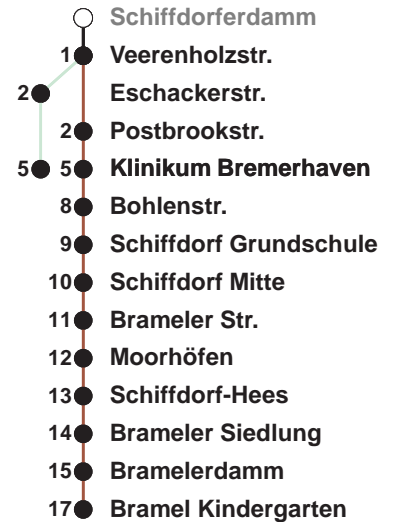 Schiffdorferdamm
1 Veerenholzstr.
2 Eschackerstr.
2 Postbrookstr.
5 5 Klinikum Bremerhaven
8 Bohlenstr.
9 Schiffdorf Grundschule
10 Schiffdorf Mitte
11 Brameler Str.
12 Moorhöfen
13 Schiffdorf-Hees
14 Brameler Siedlung
15 Bramelerdamm
17 Bramel Kindergarten